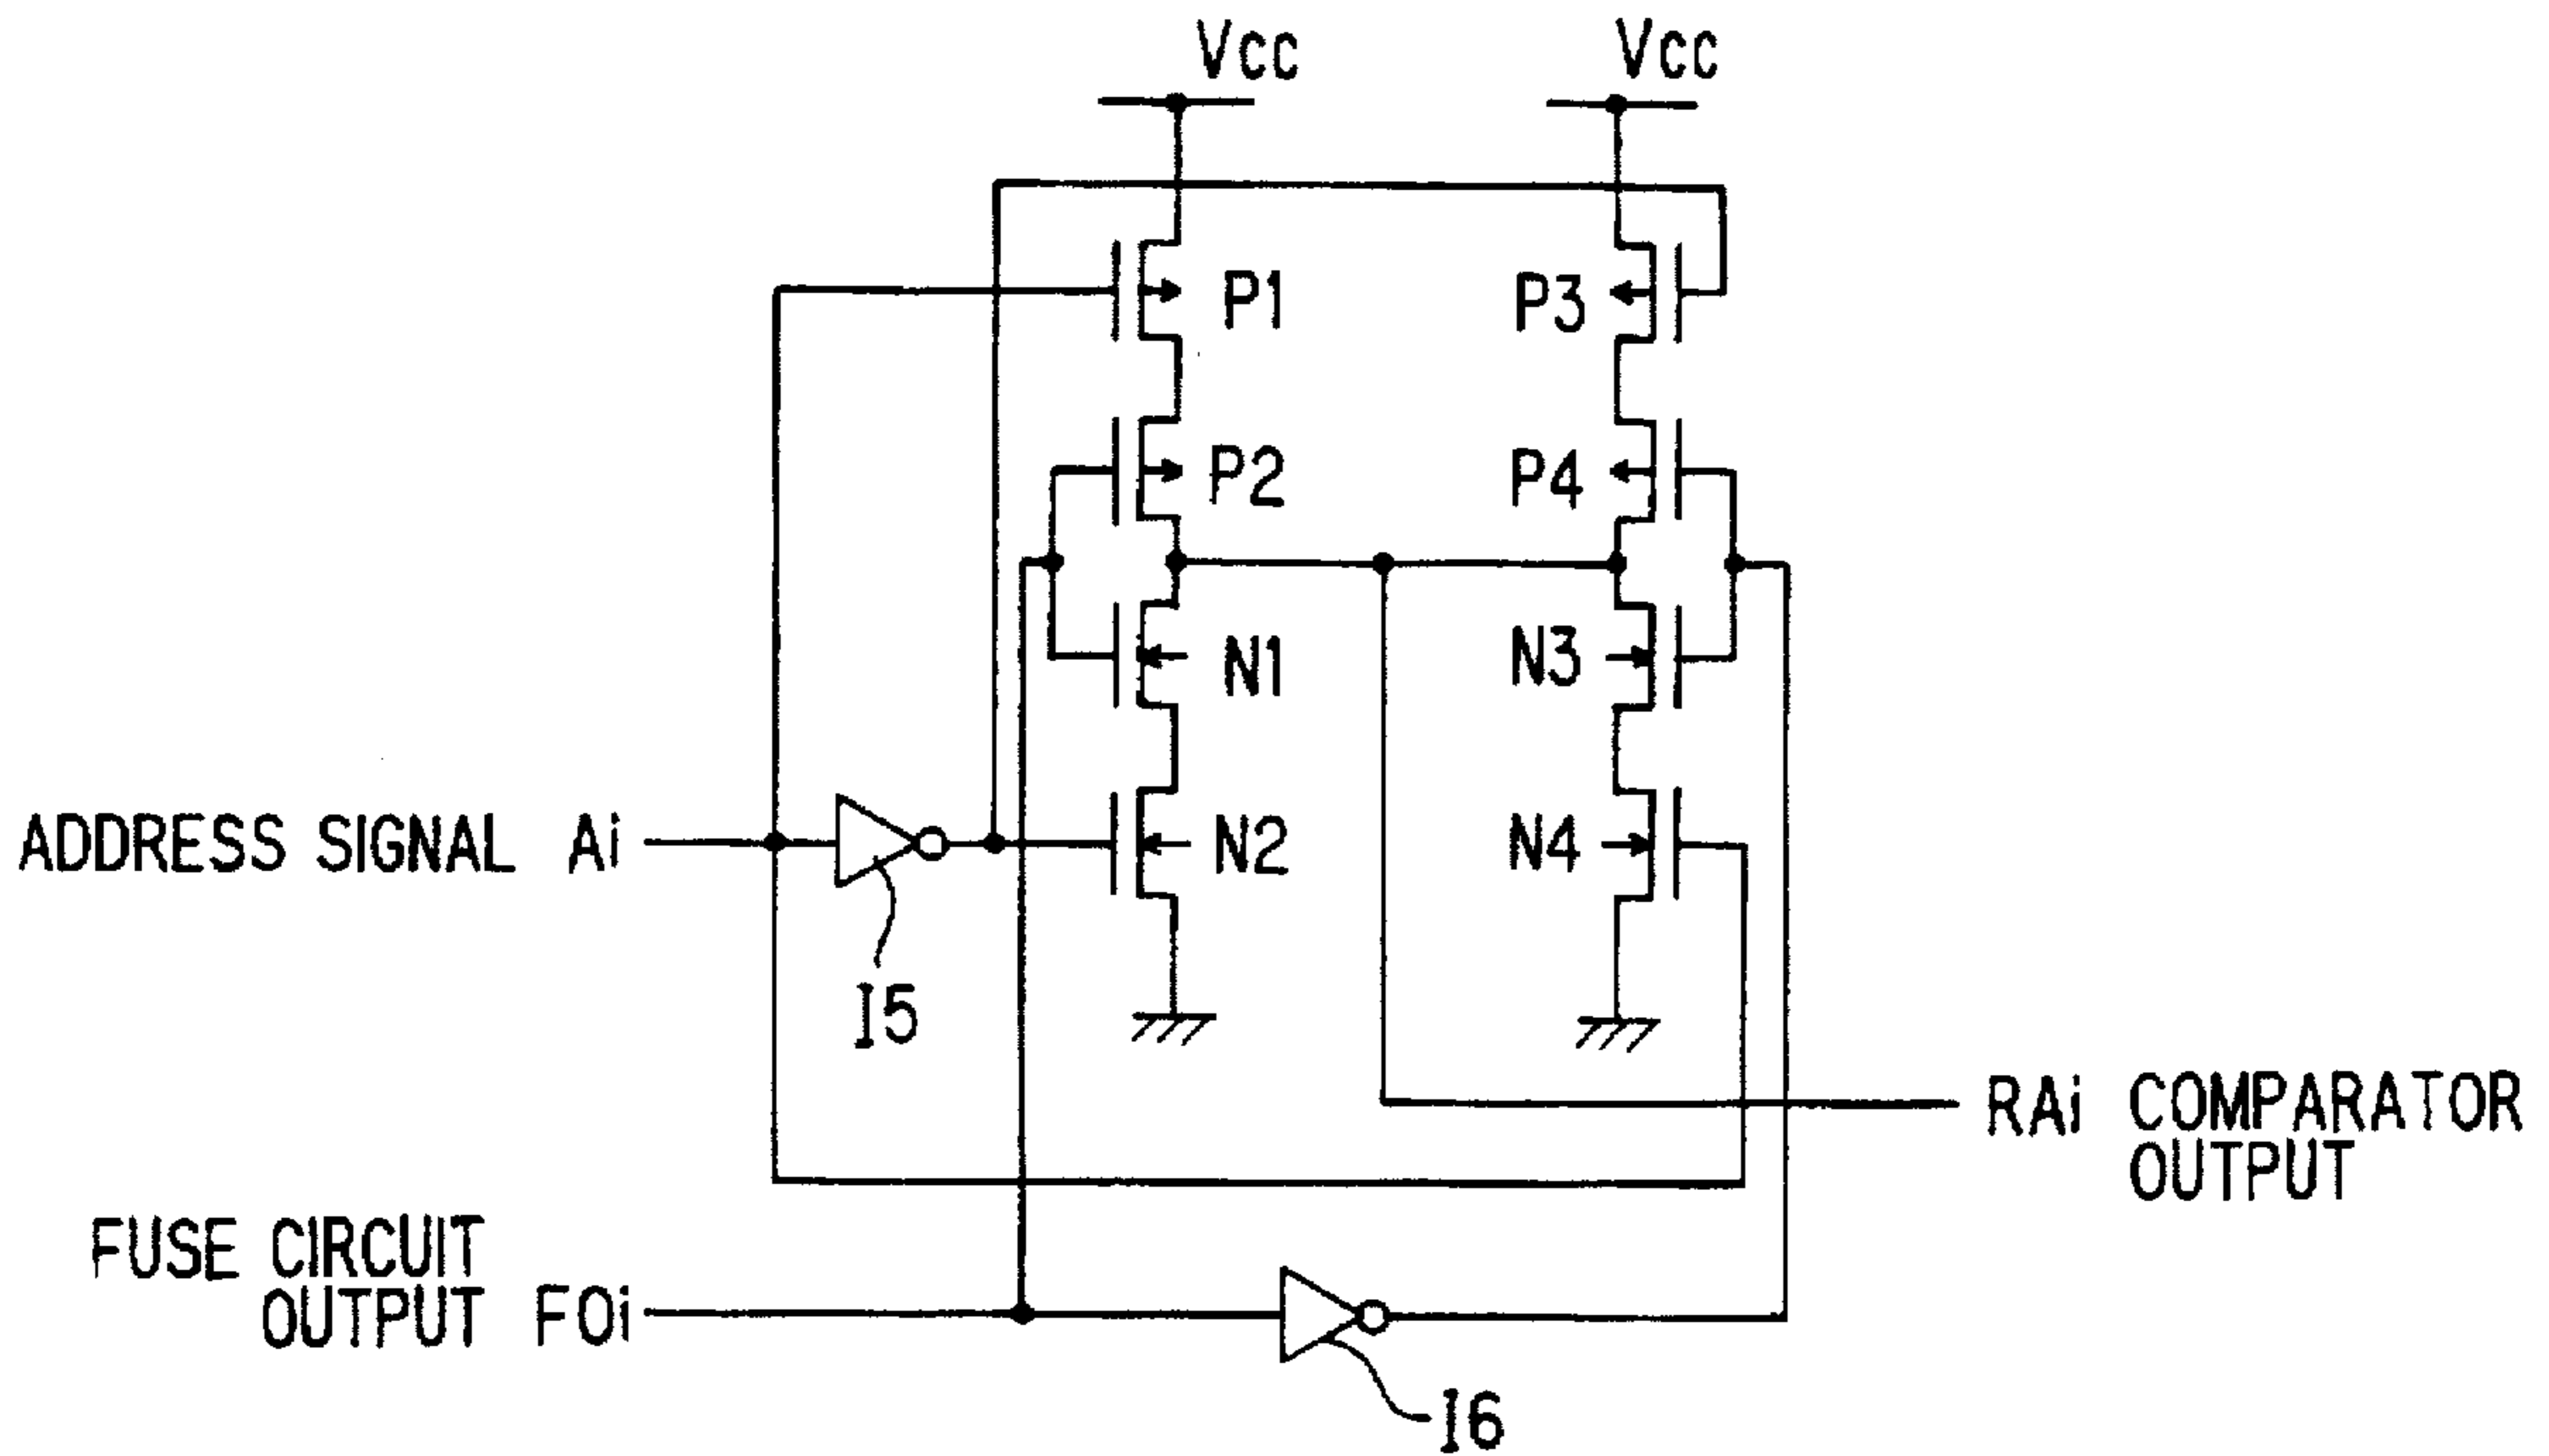 Vcc
Vcc
P1
P3
P2
P4
N1
N3
ADDRESS SIGNAL Ai
N2
N4
I5
RAi COMPARATOR
OUTPUT
FUSE CIRCUIT
OUTPUT FOi
I6